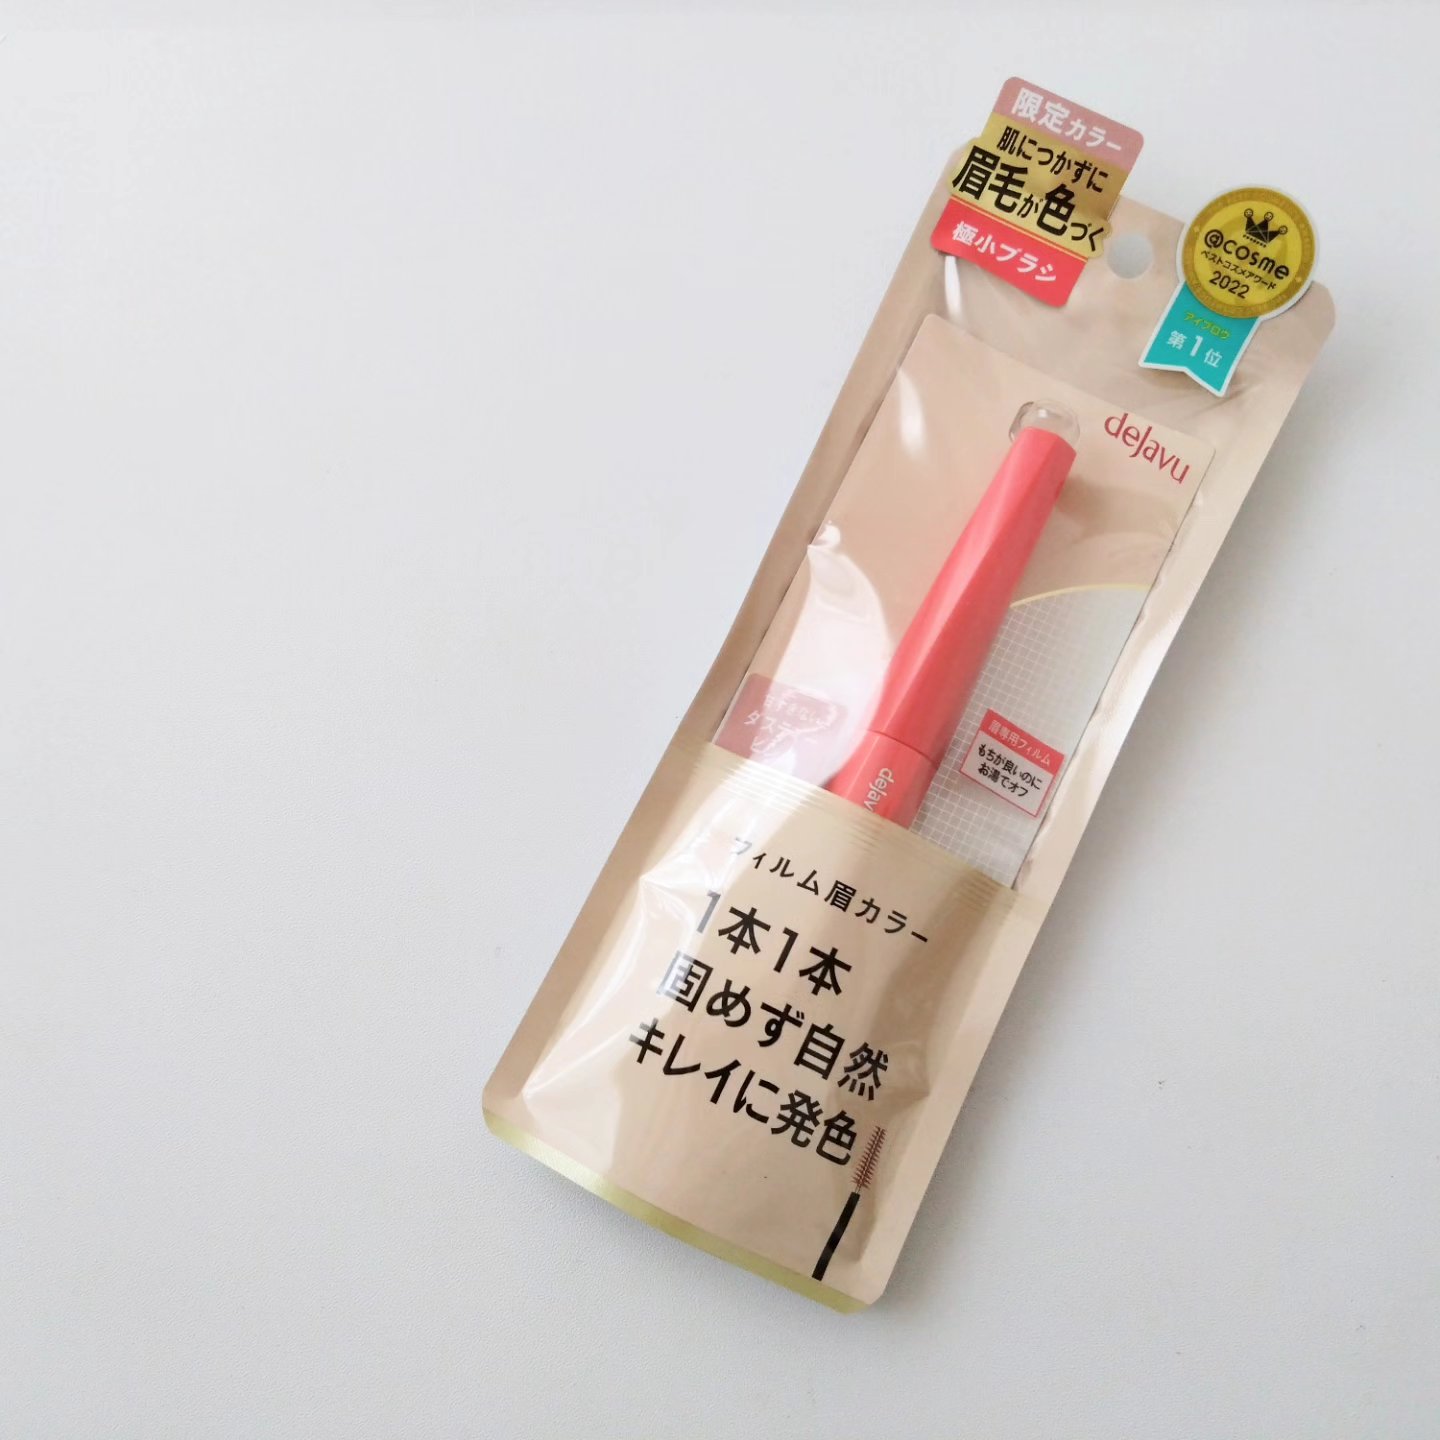 限定カラー
肌につかずに
眉毛が色づく
極小ブラシ
@cosme
ベストコスメアワード
2022
アイブロウ
第1位
dejavu
眉専用フィルム
もちが良いのに
お湯でオフ
dejav
フィルム眉カラー
1本1本
固めず自然
キレイに発色